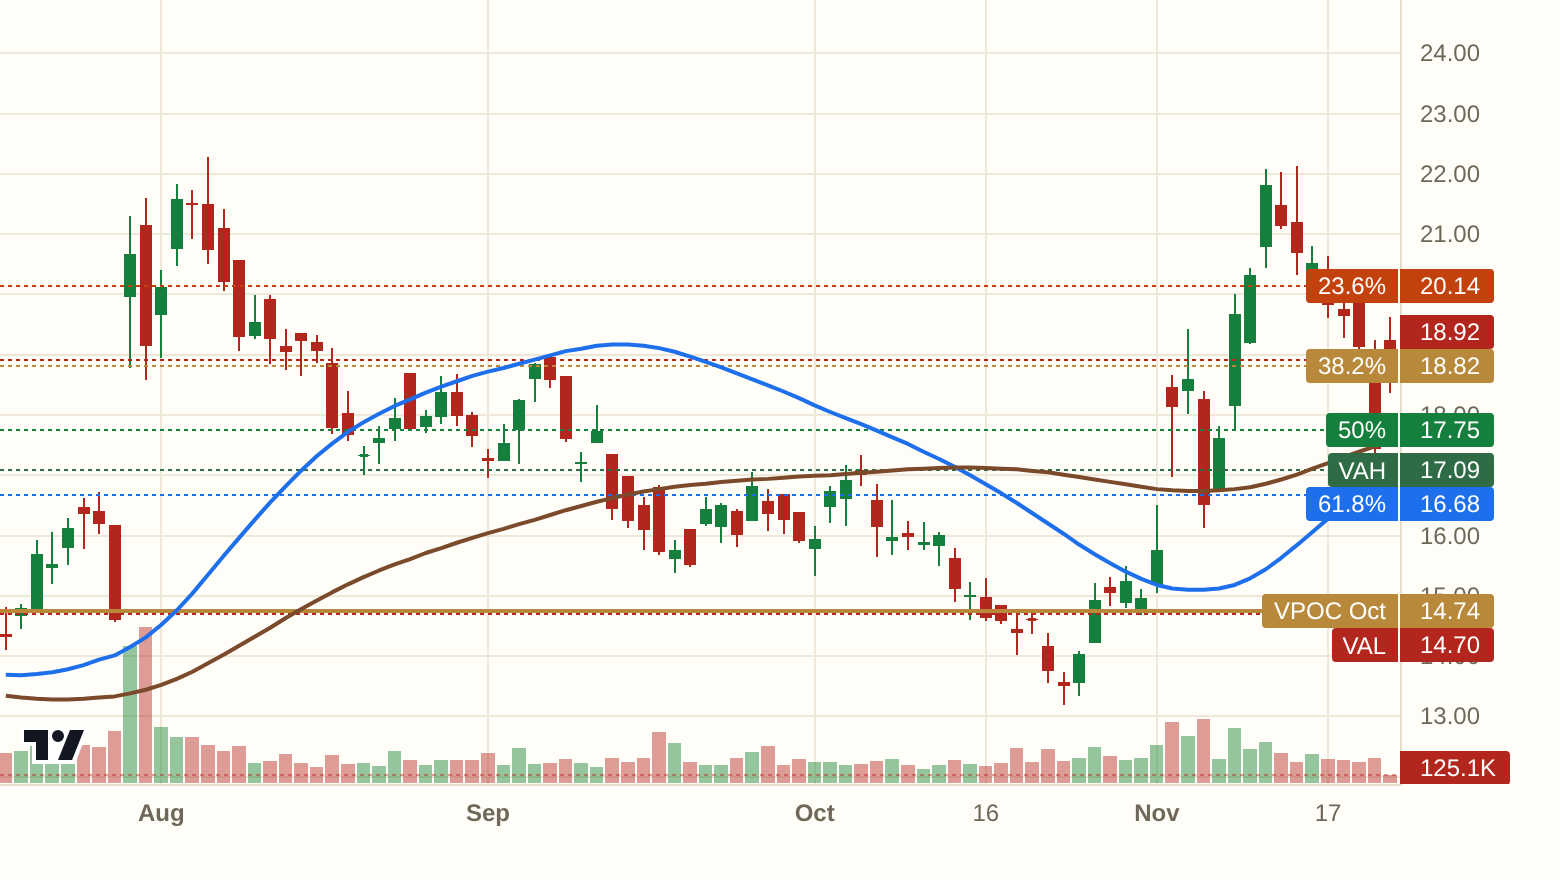 24.00
23.00
22.00
21.00
23.6% 20.14
18.92
38.2% 18.82
50% 17.75
VAH 17.09
61.8% 16.68
16.00
VPOC Oct 14.74
VAL 14.70
13.00
125.1K
Aug Sep Oct 16 Nov 17